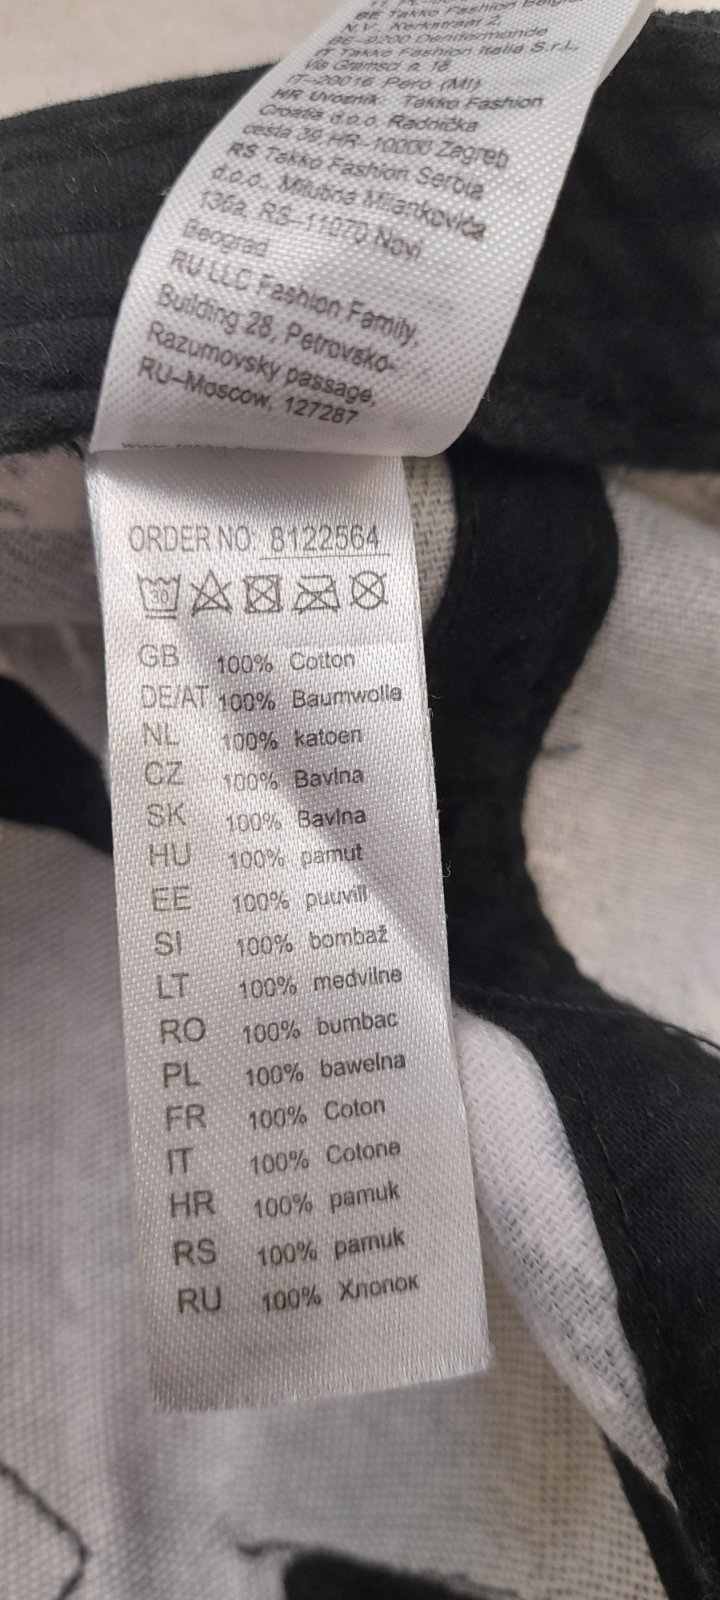 BE Takko Fashion
N.V. Kerkstraat 2,
BE-9200 Dendermonde
IT Takko Fashion Italia S.r.l.,
Via Gramsci n. 18
IT-20016 Pero (MI)
HR Uvoznik: Takko Fashion
Croatia d.o.o. Radnička
cesta 39 HR-10000 Zagreb
RS Takko Fashion Serbia
d.o.o., Milutina Milankovića
136a, RS-11070 Novi
Beograd
RU LLC Fashion Family,
Building 28, Petrovsko-
Razumovsky passage,
RU-Moscow, 127287
ORDER NO: 8122564
30
GB 100% Cotton
DE/AT 100% Baumwolle
NL 100% katoen
CZ 100% Bavlna
SK 100% Bavlna
HU 100% pamut
EE 100% puuvill
SI 100% bombaž
LT 100% medvilne
RO 100% bumbac
PL 100% bawelna
FR 100% Coton
IT 100% Cotone
HR 100% pamuk
RS 100% pamuk
RU 100% Хлопок